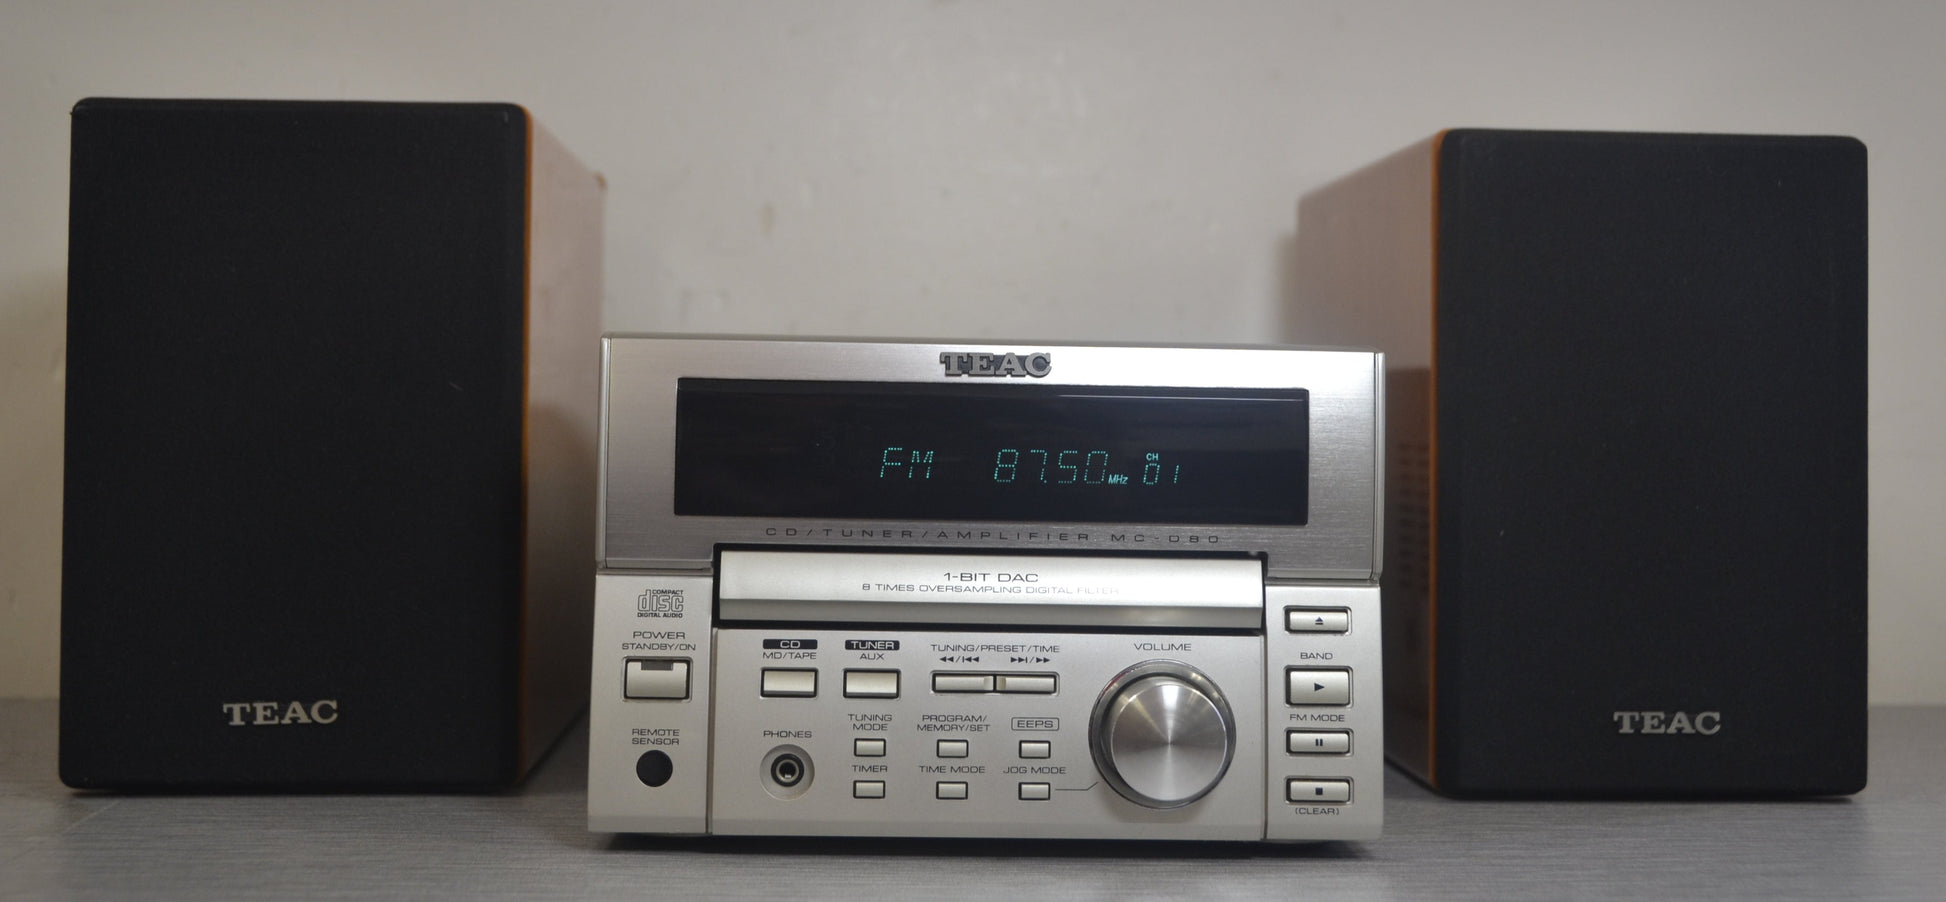 TEAC
FM 87.50 MHz CH 01
CD/TUNER/AMPLIFIER MC-D80
1-BIT DAC
8 TIMES OVERSAMPLING DIGITAL FILTER
COMPACT
disc
DIGITAL AUDIO
POWER
STANDBY/ON
REMOTE
SENSOR
CD
MD/TAPE
TUNER
AUX
TUNING/PRESET/TIME
VOLUME
PHONES
TUNING
MODE
PROGRAM/
MEMORY/SET
EEPS
TIMER
TIME MODE
JOG MODE
BAND
FM MODE
(CLEAR)
TEAC
TEAC